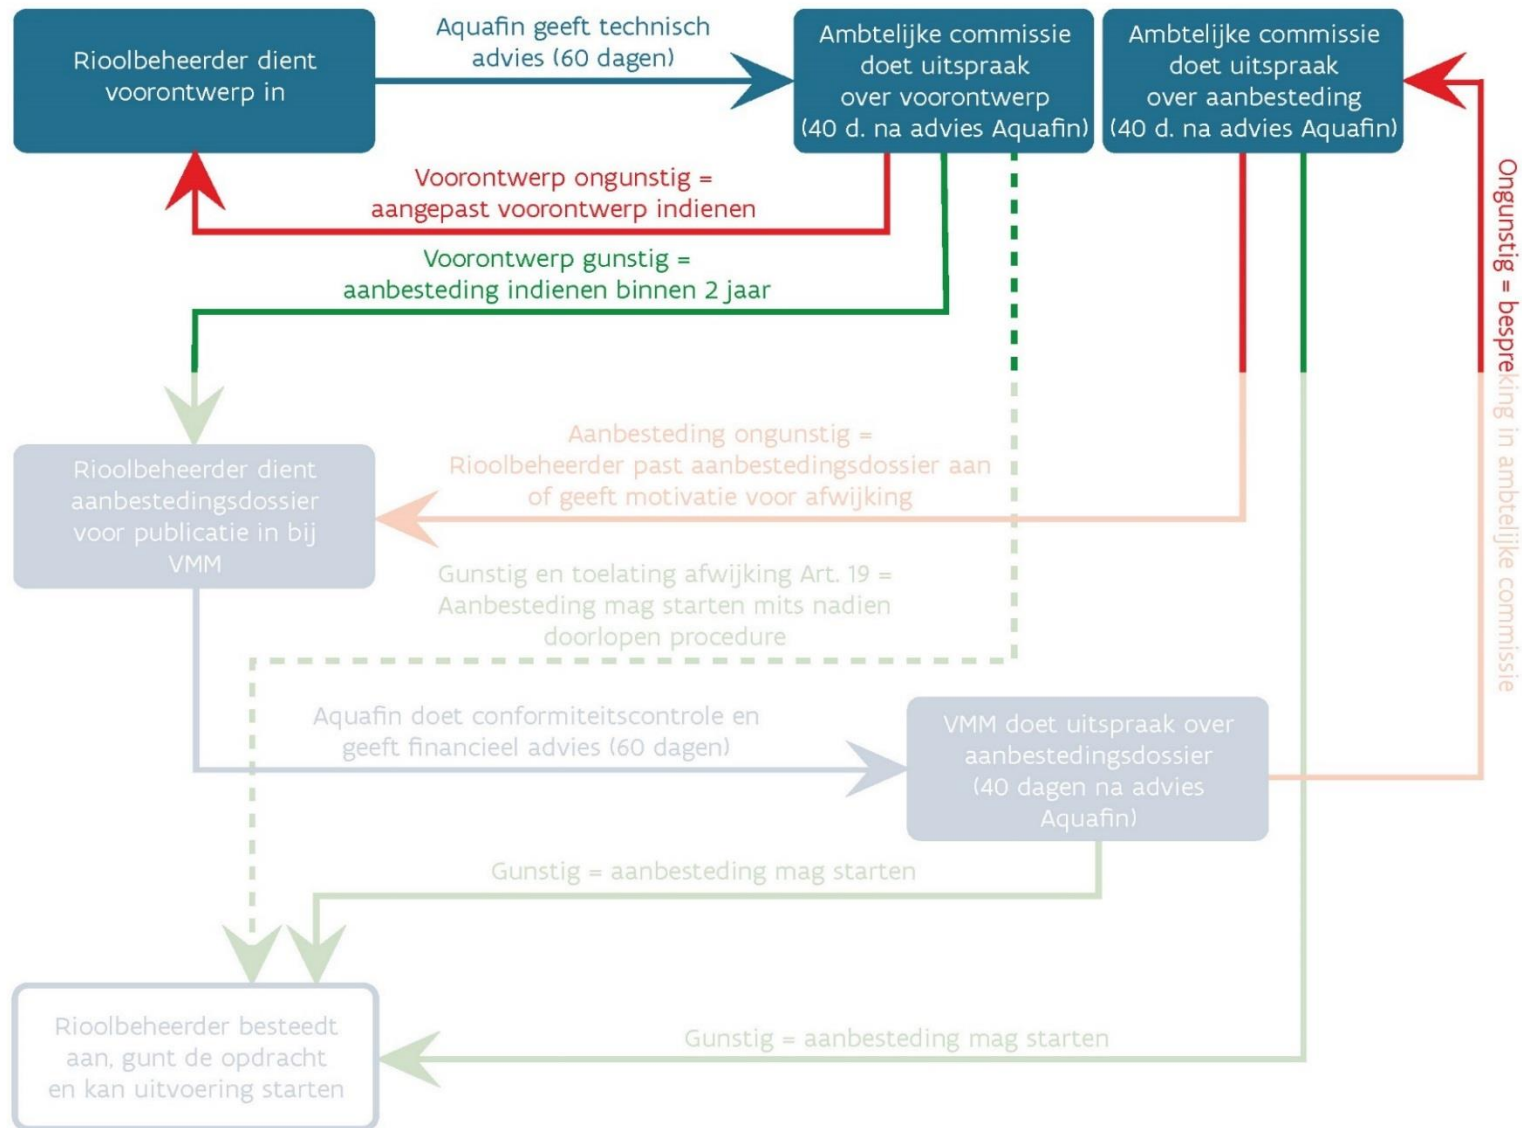 Rioolbeheerder dient
voorontwerp in
Aquafin geeft technisch
advies (60 dagen)
Ambtelijke commissie
doet uitspraak
over voorontwerp
(40 d. na advies Aquafin)
Ambtelijke commissie
doet uitspraak
over aanbesteding
(40 d. na advies Aquafin)
Voorontwerp ongunstig =
aangepast voorontwerp indienen
Voorontwerp gunstig =
aanbesteding indienen binnen 2 jaar
Ongunstig = bespreking in ambtelijke commissie
Aanbesteding ongunstig =
Rioolbeheerder past aanbestedingsdossier aan
of geeft motivatie voor afwijking
Rioolbeheerder dient
aanbestedingsdossier
voor publicatie in bij
VMM
Gunstig en toelating afwijking Art. 19 =
Aanbesteding mag starten mits nadien
doorlopen procedure
Aquafin doet conformiteitscontrole en
geeft financieel advies (60 dagen)
VMM doet uitspraak over
aanbestedingsdossier
(40 dagen na advies
Aquafin)
Gunstig = aanbesteding mag starten
Rioolbeheerder besteedt
aan, gunt de opdracht
en kan uitvoering starten
Gunstig = aanbesteding mag starten